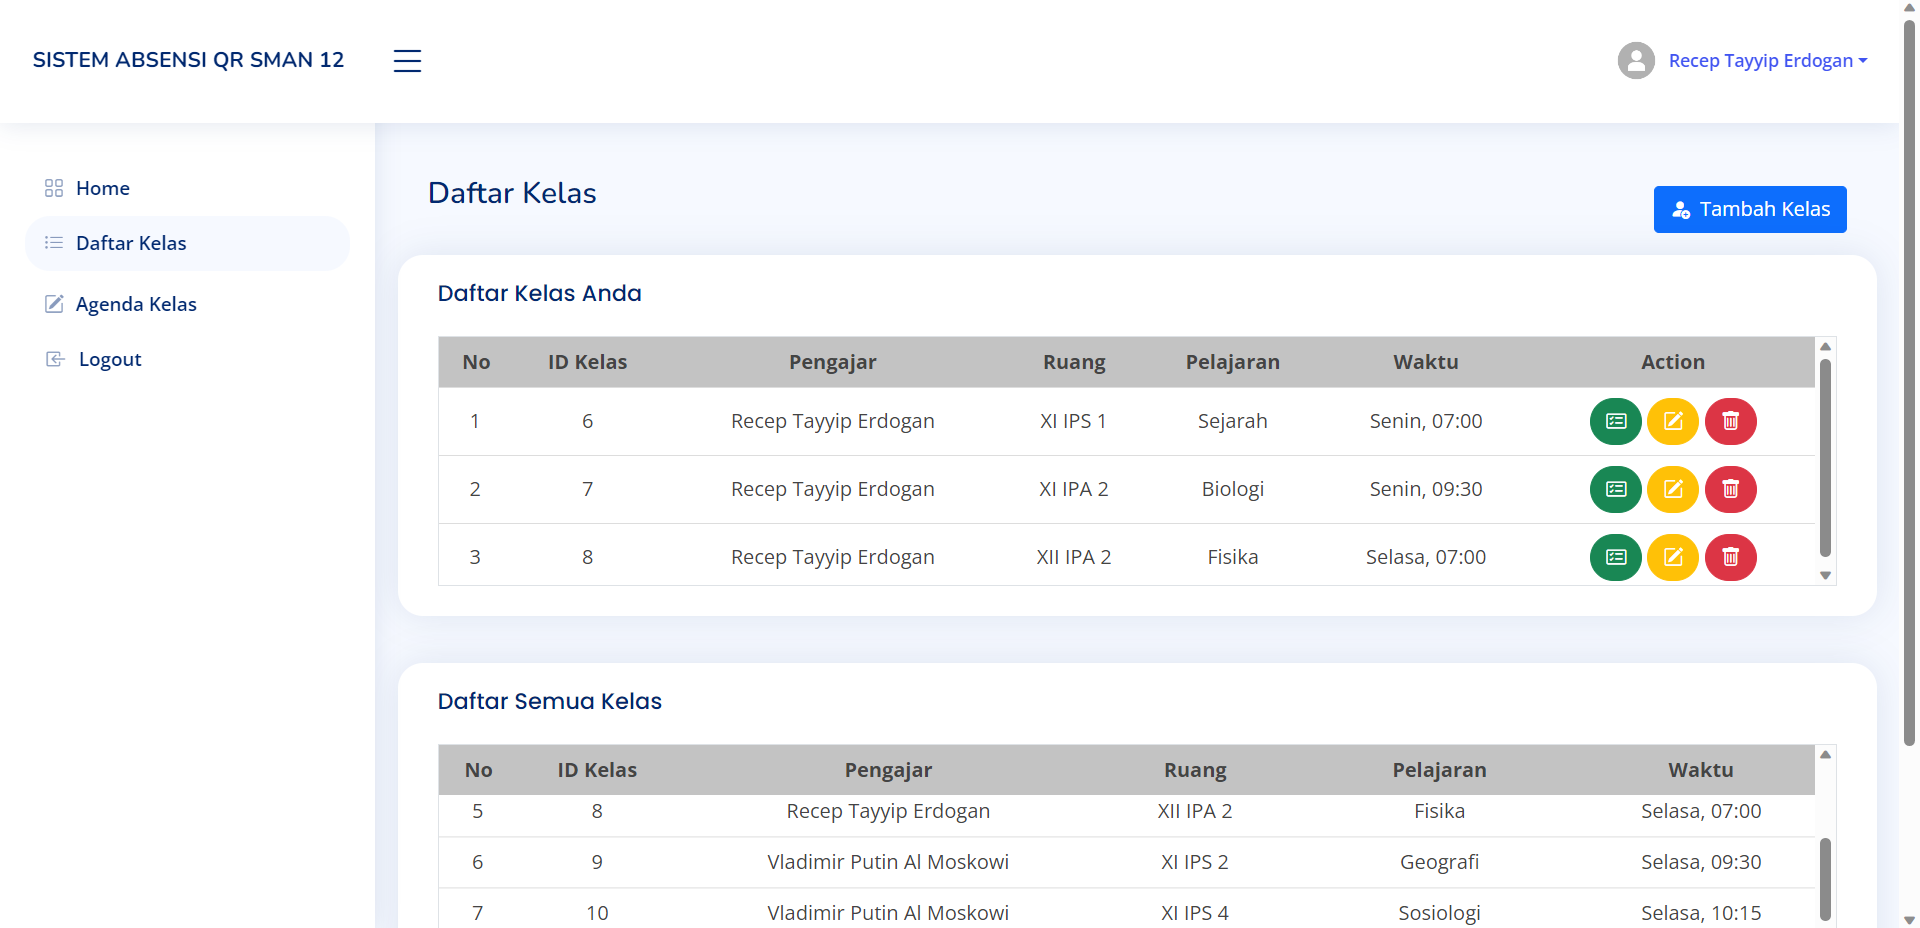 SISTEM ABSENSI QR SMAN 12
Recep Tayyip Erdogan
Home
Daftar Kelas
Agenda Kelas
Logout
Daftar Kelas
Tambah Kelas
Daftar Kelas Anda
No ID Kelas Pengajar Ruang Pelajaran Waktu Action
1 6 Recep Tayyip Erdogan XI IPS 1 Sejarah Senin, 07:00
2 7 Recep Tayyip Erdogan XI IPA 2 Biologi Senin, 09:30
3 8 Recep Tayyip Erdogan XII IPA 2 Fisika Selasa, 07:00
Daftar Semua Kelas
No ID Kelas Pengajar Ruang Pelajaran Waktu
5 8 Recep Tayyip Erdogan XII IPA 2 Fisika Selasa, 07:00
6 9 Vladimir Putin Al Moskowi XI IPS 2 Geografi Selasa, 09:30
7 10 Vladimir Putin Al Moskowi XI IPS 4 Sosiologi Selasa, 10:15